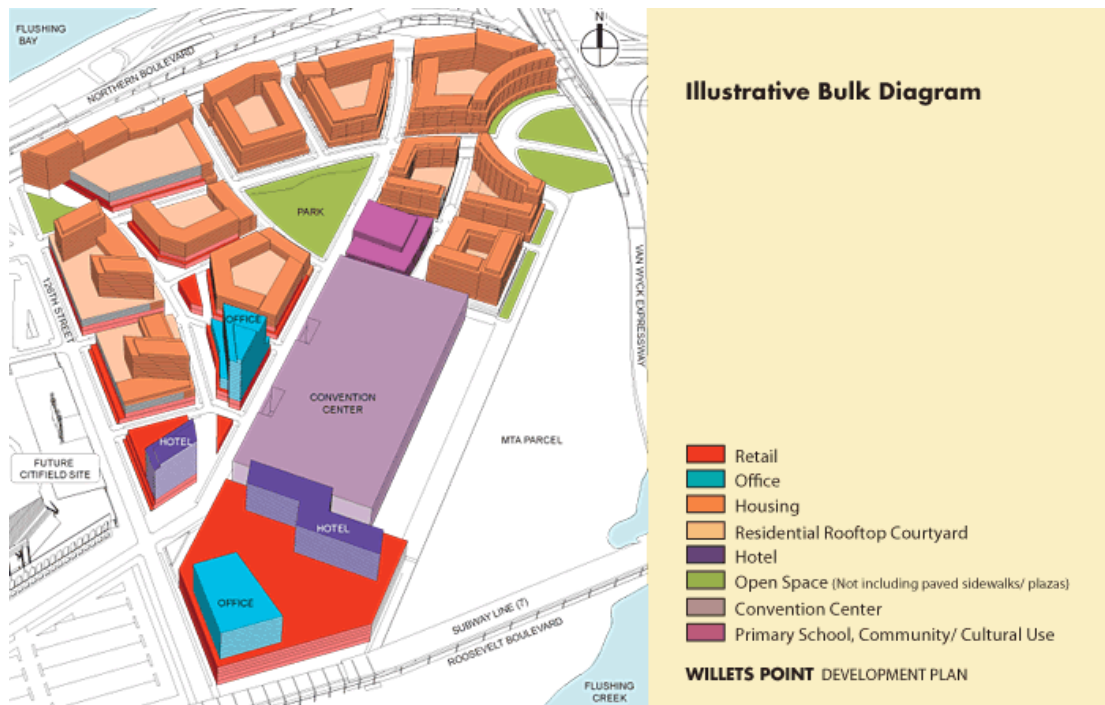 FLUSHING
BAY
NORTHERN BOULEVARD
N
PARK
126TH STREET
OFFICE
VAN WYCK EXPRESSWAY
CONVENTION
CENTER
MTA PARCEL
HOTEL
FUTURE
CITIFIELD SITE
HOTEL
OFFICE
SUBWAY LINE (7)
ROOSEVELT BOULEVARD
FLUSHING
CREEK
Illustrative Bulk Diagram
Retail
Office
Housing
Residential Rooftop Courtyard
Hotel
Open Space (Not including paved sidewalks/ plazas)
Convention Center
Primary School, Community/ Cultural Use
WILLETS POINT DEVELOPMENT PLAN